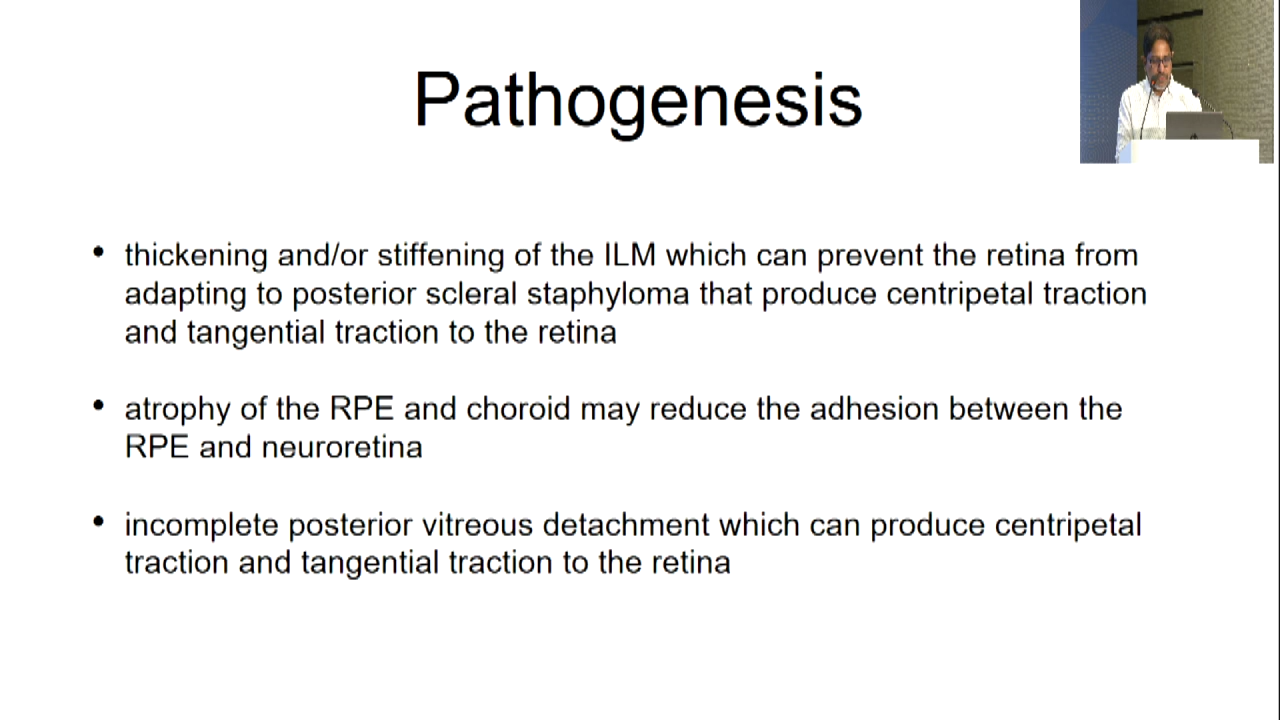 Pathogenesis
• thickening and/or stiffening of the ILM which can prevent the retina from
adapting to posterior scleral staphyloma that produce centripetal traction
and tangential traction to the retina
• atrophy of the RPE and choroid may reduce the adhesion between the
RPE and neuroretina
• incomplete posterior vitreous detachment which can produce centripetal
traction and tangential traction to the retina